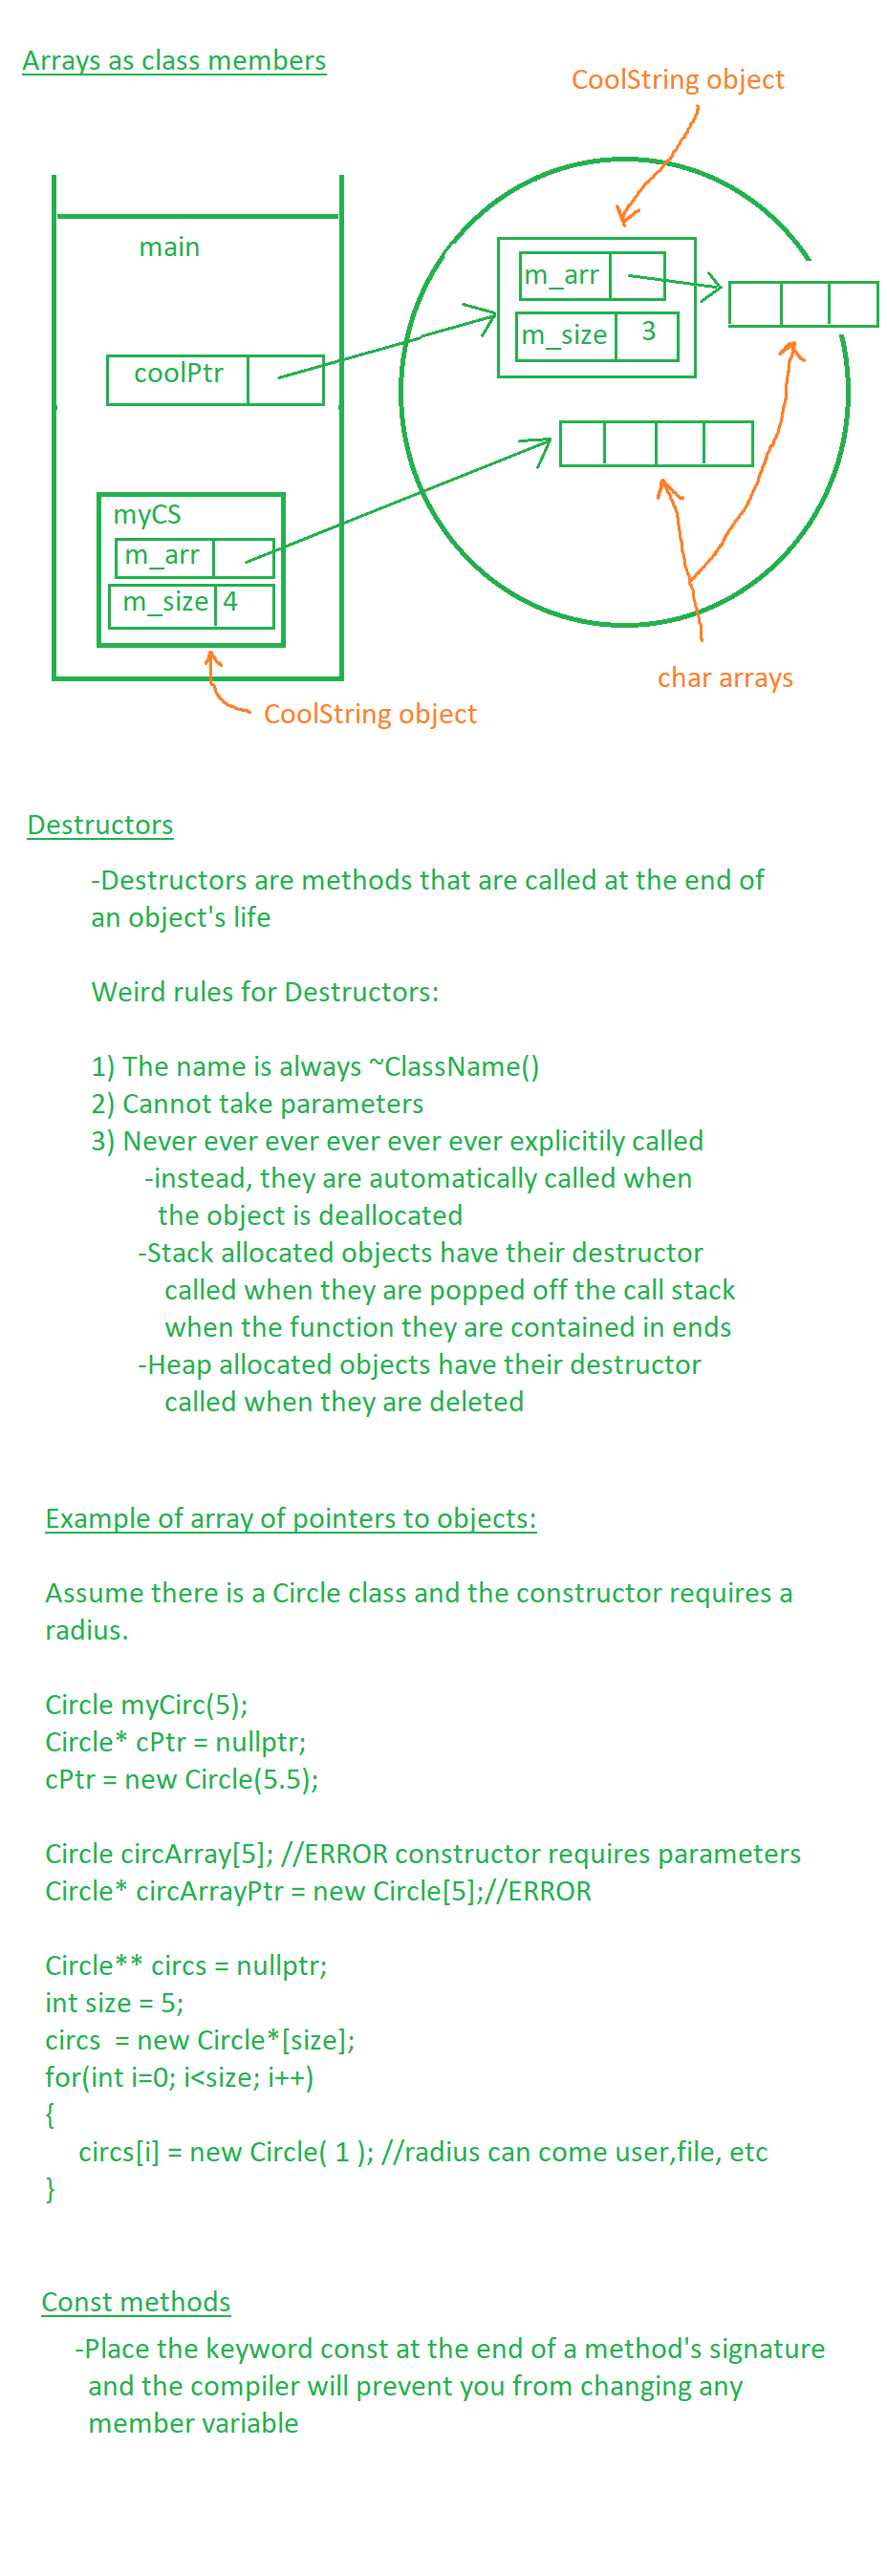 Arrays as class members
CoolString object
main
m_arr
m_size 3
coolPtr
myCS
m_arr
m_size 4
char arrays
CoolString object
Destructors
-Destructors are methods that are called at the end of
an object's life
Weird rules for Destructors:
1) The name is always ~ClassName()
2) Cannot take parameters
3) Never ever ever ever ever ever explicitily called
-instead, they are automatically called when
the object is deallocated
-Stack allocated objects have their destructor
called when they are popped off the call stack
when the function they are contained in ends
-Heap allocated objects have their destructor
called when they are deleted
Example of array of pointers to objects:
Assume there is a Circle class and the constructor requires a
radius.
Circle myCirc(5);
Circle* cPtr = nullptr;
cPtr = new Circle(5.5);
Circle circArray[5]; //ERROR constructor requires parameters
Circle* circArrayPtr = new Circle[5];//ERROR
Circle** circs = nullptr;
int size = 5;
circs  = new Circle*[size];
for(int i=0; i<size; i++)
{
circs[i] = new Circle( 1 ); //radius can come user,file, etc
}
Const methods
-Place the keyword const at the end of a method's signature
and the compiler will prevent you from changing any
member variable